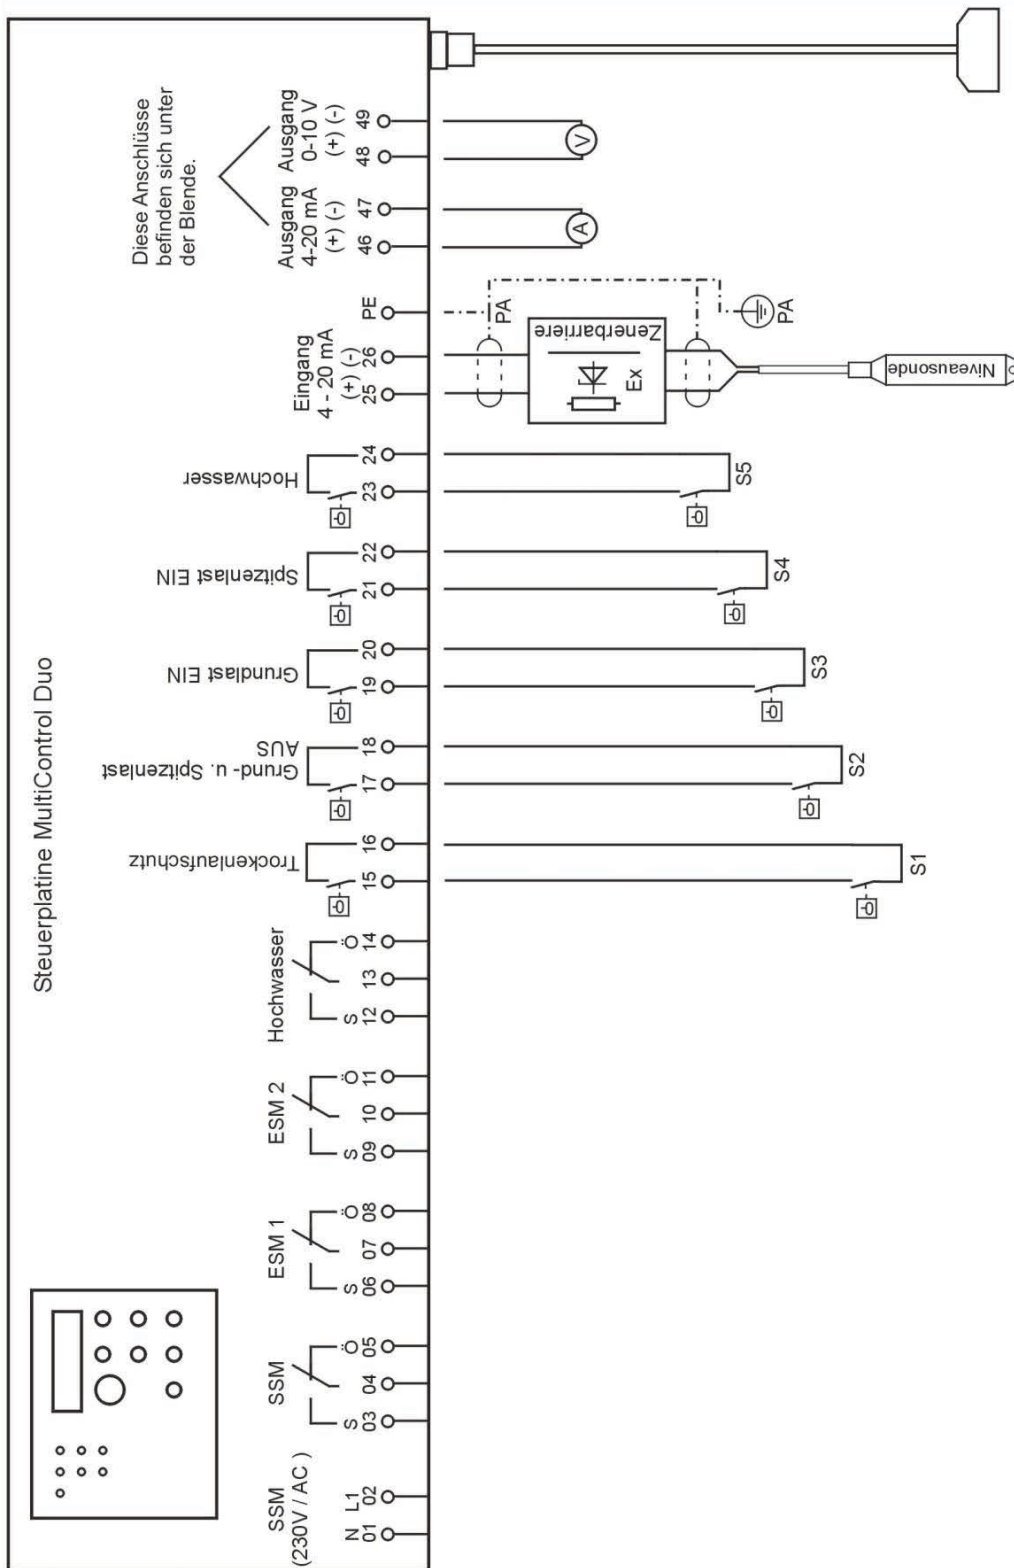 Steuerplatine MultiControl Duo
SSM
(230V / AC )
N L1
01 02
SSM
S Ö
03 04 05
ESM 1
S Ö
06 07 08
ESM 2
S Ö
09 10 11
Hochwasser
S Ö
12 13 14
Trockenlaufschutz
15 16
Grund- u. Spitzenlast
AUS
17 18
Grundlast EIN
19 20
Spitzenlast EIN
21 22
Hochwasser
23 24
Eingang
4 - 20 mA
(+) (-)
25 26
PE
Ausgang
4-20 mA
(+) (-)
46 47
Ausgang
0-10 V
(+) (-)
48 49
Diese Anschlüsse
befinden sich unter
der Blende.
S1
S2
S3
S4
S5
PA
Zenerbarriere
Ex
PA
Niveausonde
A
V